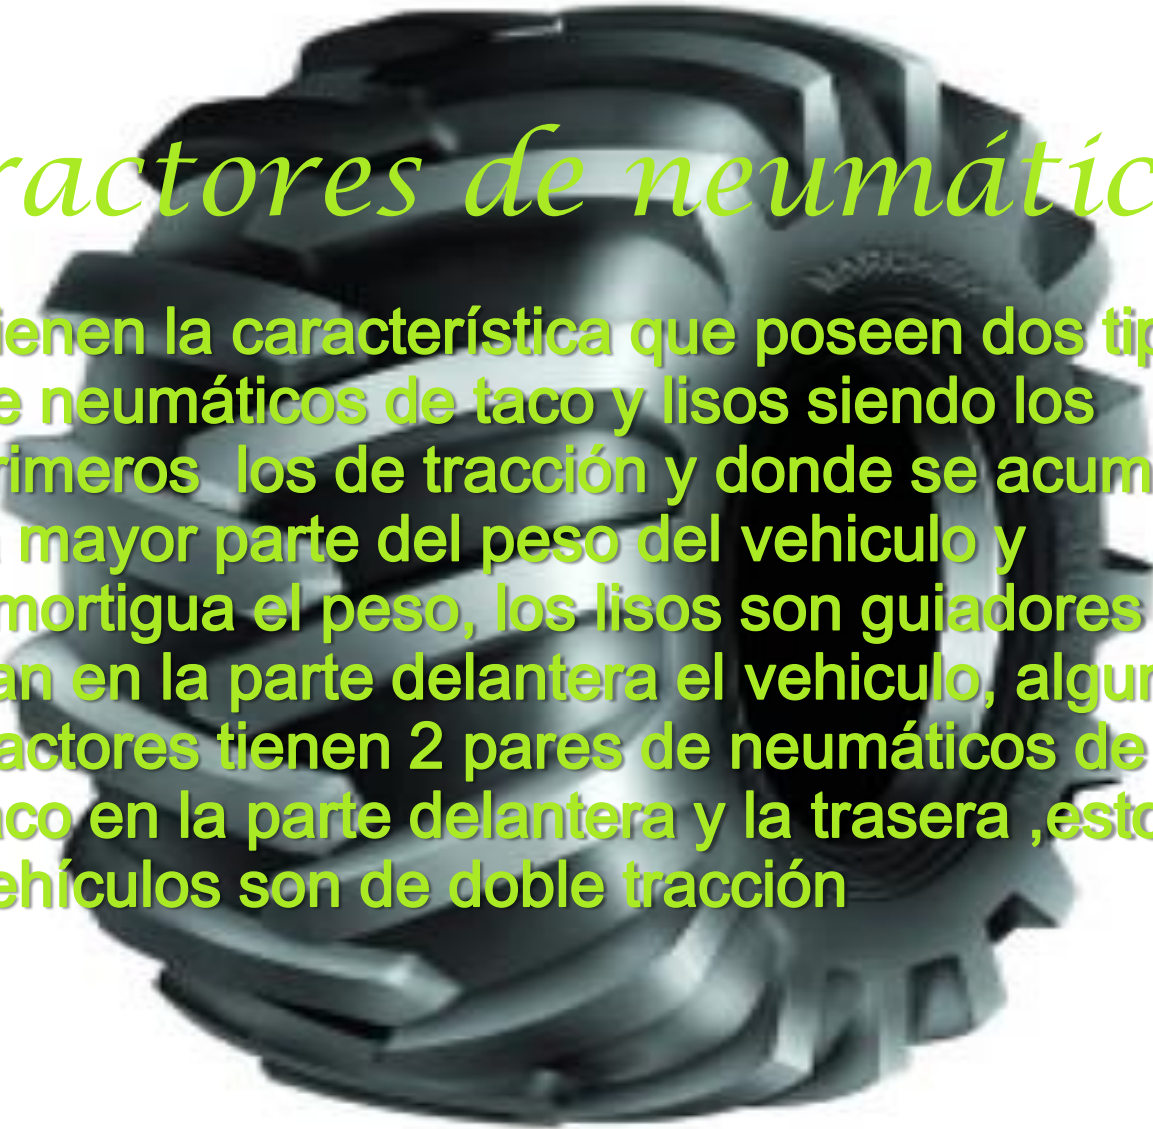 ractores de neumátic
ienen la característica que poseen dos tip
e neumáticos de taco y lisos siendo los
rimeros los de tracción y donde se acum
mayor parte del peso del vehiculo y
mortigua el peso, los lisos son guiadores
an en la parte delantera el vehiculo, algun
actores tienen 2 pares de neumáticos de
aco en la parte delantera y la trasera ,esto
ehículos son de doble tracción